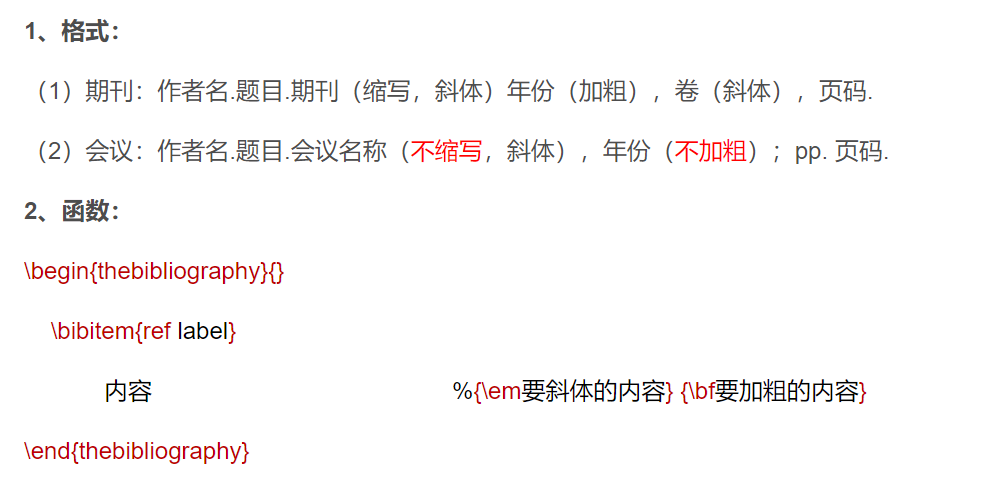 1、格式：
（1）期刊：作者名.题目.期刊（缩写，斜体）年份（加粗），卷（斜体），页码.
（2）会议：作者名.题目.会议名称（不缩写，斜体），年份（不加粗）；pp. 页码.
2、函数：
\begin{thebibliography}{}
\bibitem{ref label}
内容 %{\em要斜体的内容} {\bf要加粗的内容}
\end{thebibliography}